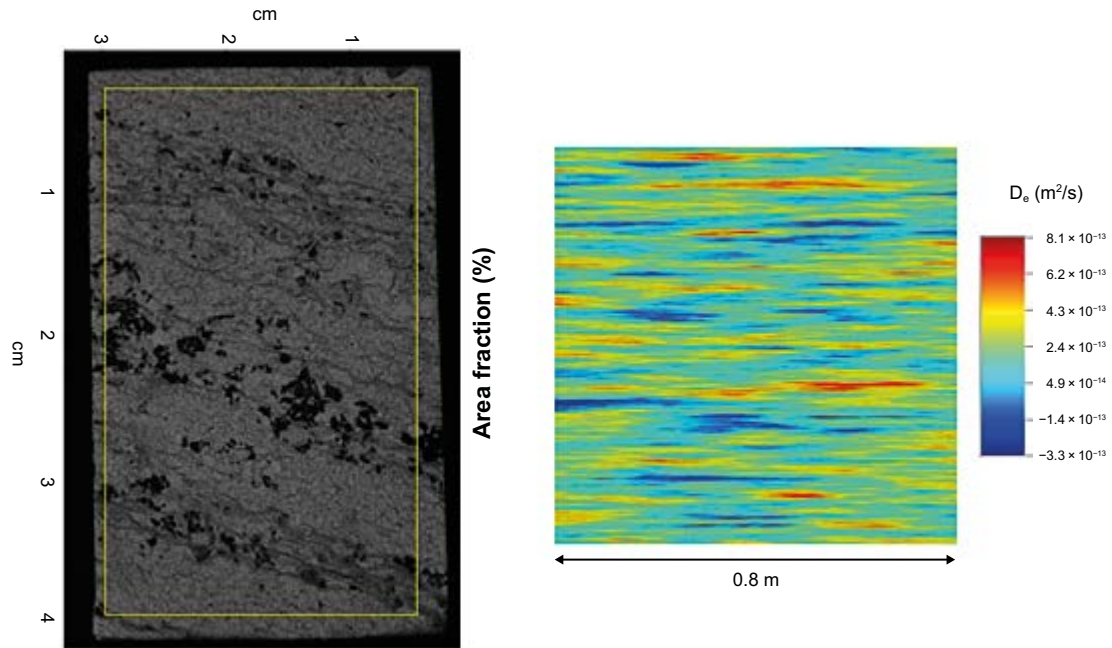 cm
3 2 1
1
2
cm
3
4
Area fraction (%)
Dₑ (m²/s)
8.1 × 10⁻¹³
6.2 × 10⁻¹³
4.3 × 10⁻¹³
2.4 × 10⁻¹³
4.9 × 10⁻¹⁴
−1.4 × 10⁻¹³
−3.3 × 10⁻¹³
0.8 m